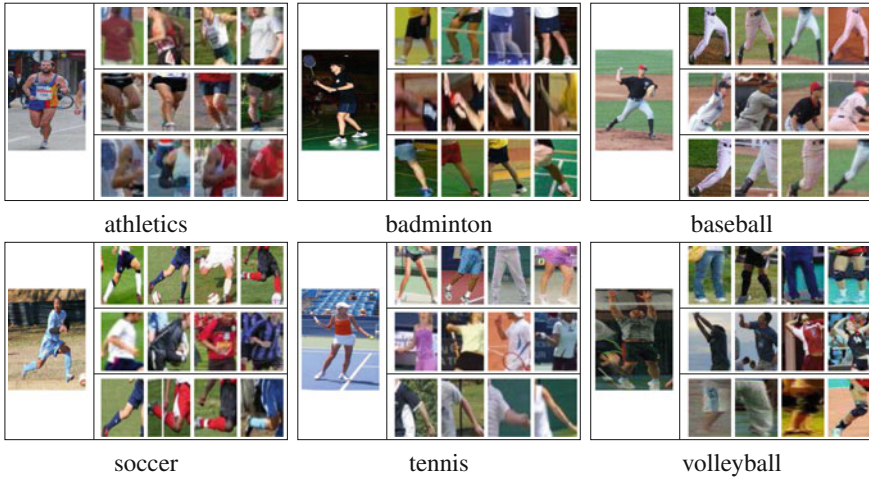 athletics
badminton
baseball
soccer
tennis
volleyball